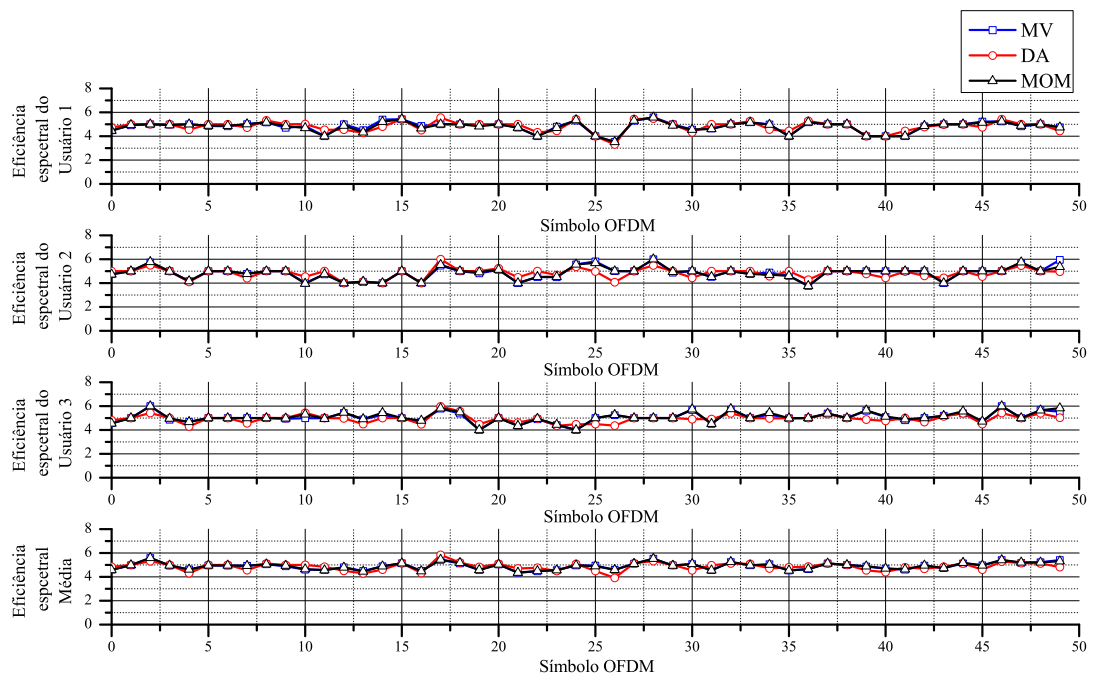 MV
DA
MOM
Eficiência
espcetral do
Usuário 1
8
6
4
2
0
0 5 10 15 20 25 30 35 40 45 50
Símbolo OFDM
Eficiência
espcetral do
Usuário 2
8
6
4
2
0
0 5 10 15 20 25 30 35 40 45 50
Símbolo OFDM
Eficiência
espcetral do
Usuário 3
8
6
4
2
0
0 5 10 15 20 25 30 35 40 45 50
Símbolo OFDM
Eficiência
espcetral
Média
8
6
4
2
0
0 5 10 15 20 25 30 35 40 45 50
Símbolo OFDM